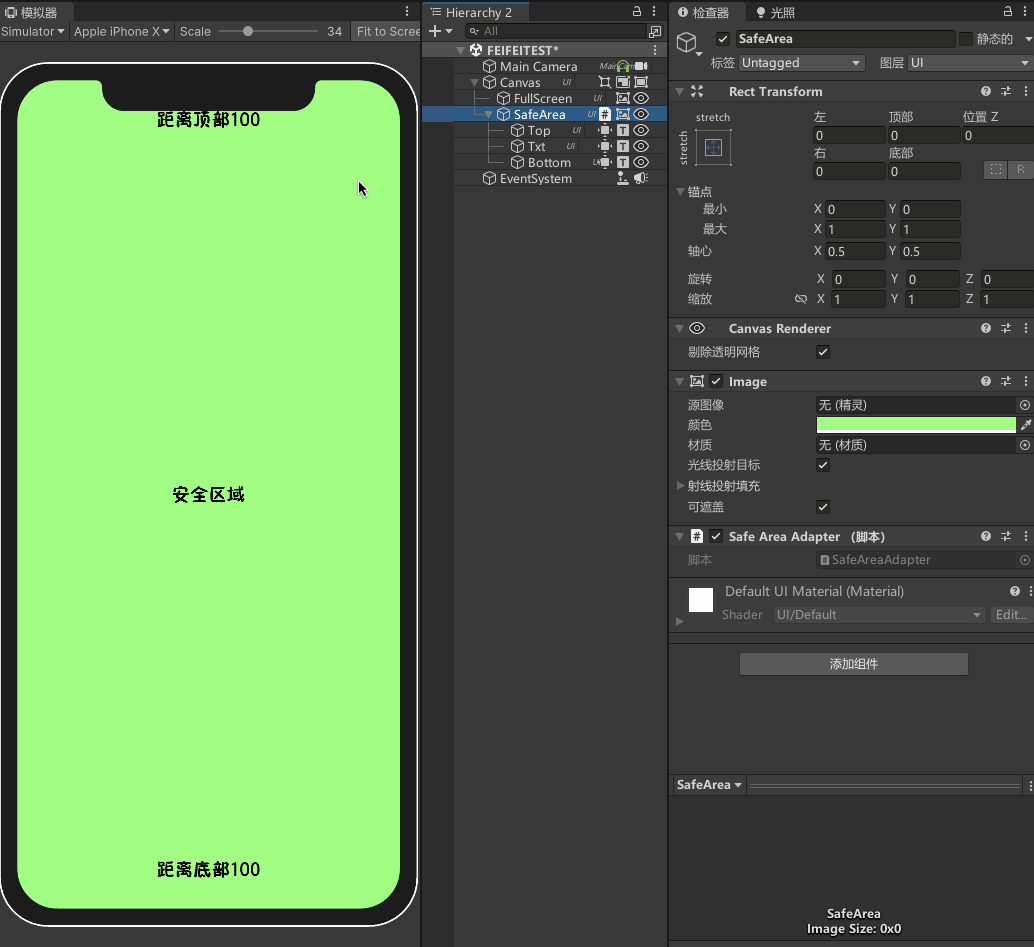 模拟器
Simulator
Apple iPhone X
Scale
34
Fit to Scree
距离顶部100
安全区域
距离底部100
Hierarchy 2
All
FEIFEITEST*
Main Camera
Canvas
UI
FullScreen
UI
SafeArea
UI
#
Top
UI
T
Txt
UI
T
Bottom
T
EventSystem
检查器
光照
SafeArea
静态的
标签
Untagged
图层
UI
Rect Transform
stretch
stretch
左
顶部
位置 Z
0
0
0
右
底部
0
0
R
锚点
最小
X 0
Y 0
最大
X 1
Y 1
轴心
X 0.5
Y 0.5
旋转
X 0
Y 0
Z 0
缩放
X 1
Y 1
Z 1
Canvas Renderer
剔除透明网格
Image
源图像
无 (精灵)
颜色
材质
无 (材质)
光线投射目标
射线投射填充
可遮盖
# Safe Area Adapter （脚本）
脚本
# SafeAreaAdapter
Default UI Material (Material)
Shader
UI/Default
Edit...
添加组件
SafeArea
SafeArea
Image Size: 0x0